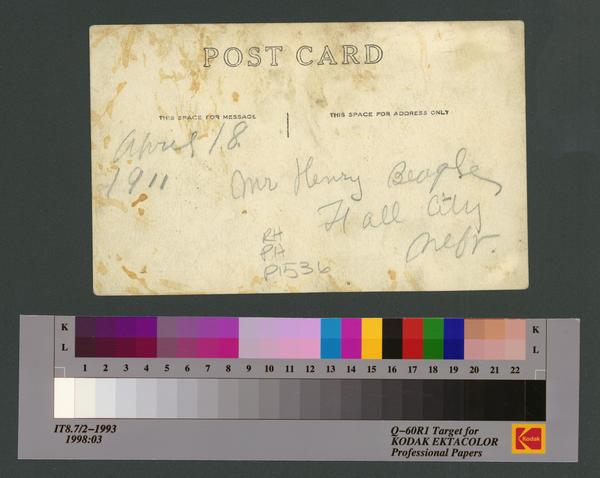 POST CARD
THIS SPACE FOR MESSAGE
THIS SPACE FOR ADDRESS ONLY
April 18
1911
Mr Henry Beagle
Hall City
Nebr.
RH
PH
P1536
K K
L L
1 2 3 4 5 6 7 8 9 10 11 12 13 14 15 16 17 18 19 20 21 22
IT8.7/2-1993
1998:03
Q-60R1 Target for
KODAK EKTACOLOR
Professional Papers
Kodak